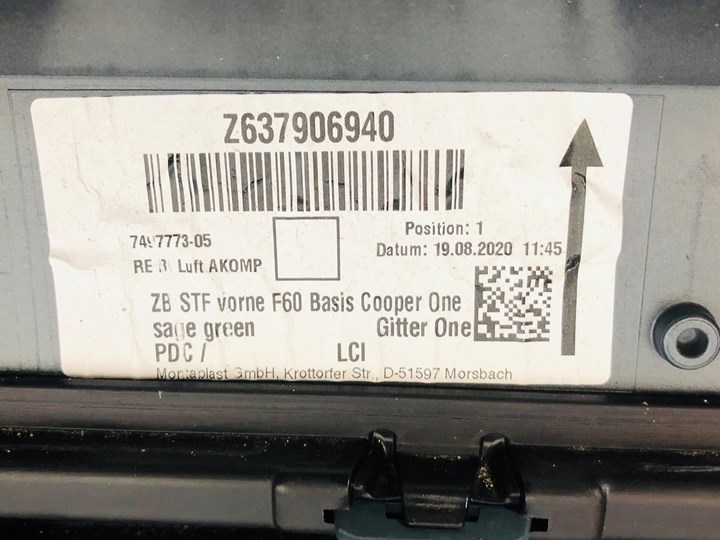 Z637906940
7497773-05
Position: 1
Datum: 19.08.2020 11:45
RE Luft AKOMP
ZB STF vorne F60 Basis Cooper One
sage green Gitter One
PDC / LCI
Montaplast GmbH, Krottorfer Str., D-51597 Morsbach